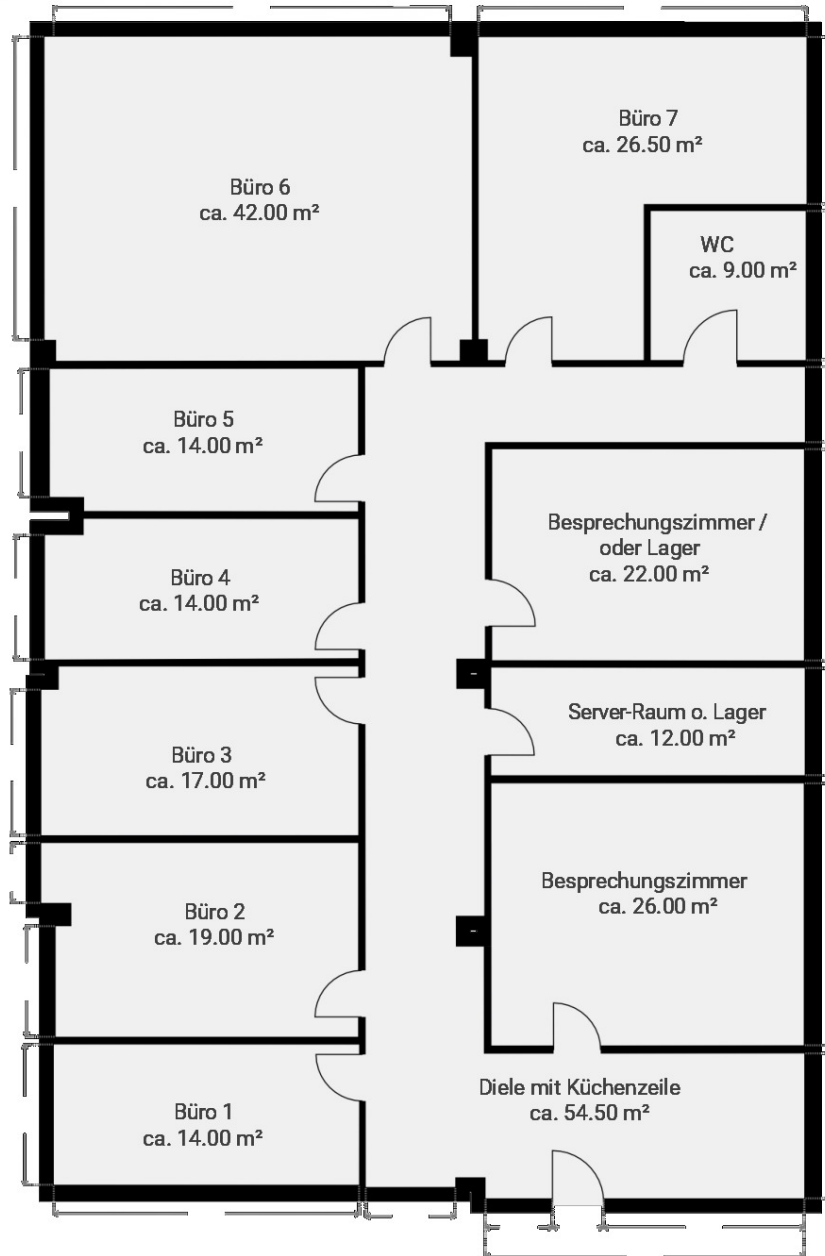 Büro 7
ca. 26.50 m²
Büro 6
ca. 42.00 m²
WC
ca. 9.00 m²
Büro 5
ca. 14.00 m²
Besprechungszimmer /
oder Lager
ca. 22.00 m²
Büro 4
ca. 14.00 m²
Server-Raum o. Lager
ca. 12.00 m²
Büro 3
ca. 17.00 m²
Besprechungszimmer
ca. 26.00 m²
Büro 2
ca. 19.00 m²
Diele mit Küchenzeile
ca. 54.50 m²
Büro 1
ca. 14.00 m²